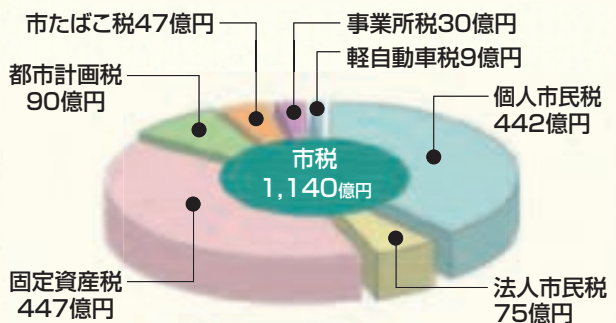 市たばこ税47億円
事業所税30億円
軽自動車税9億円
都市計画税
90億円
個人市民税
442億円
市税
1,140億円
固定資産税
447億円
法人市民税
75億円